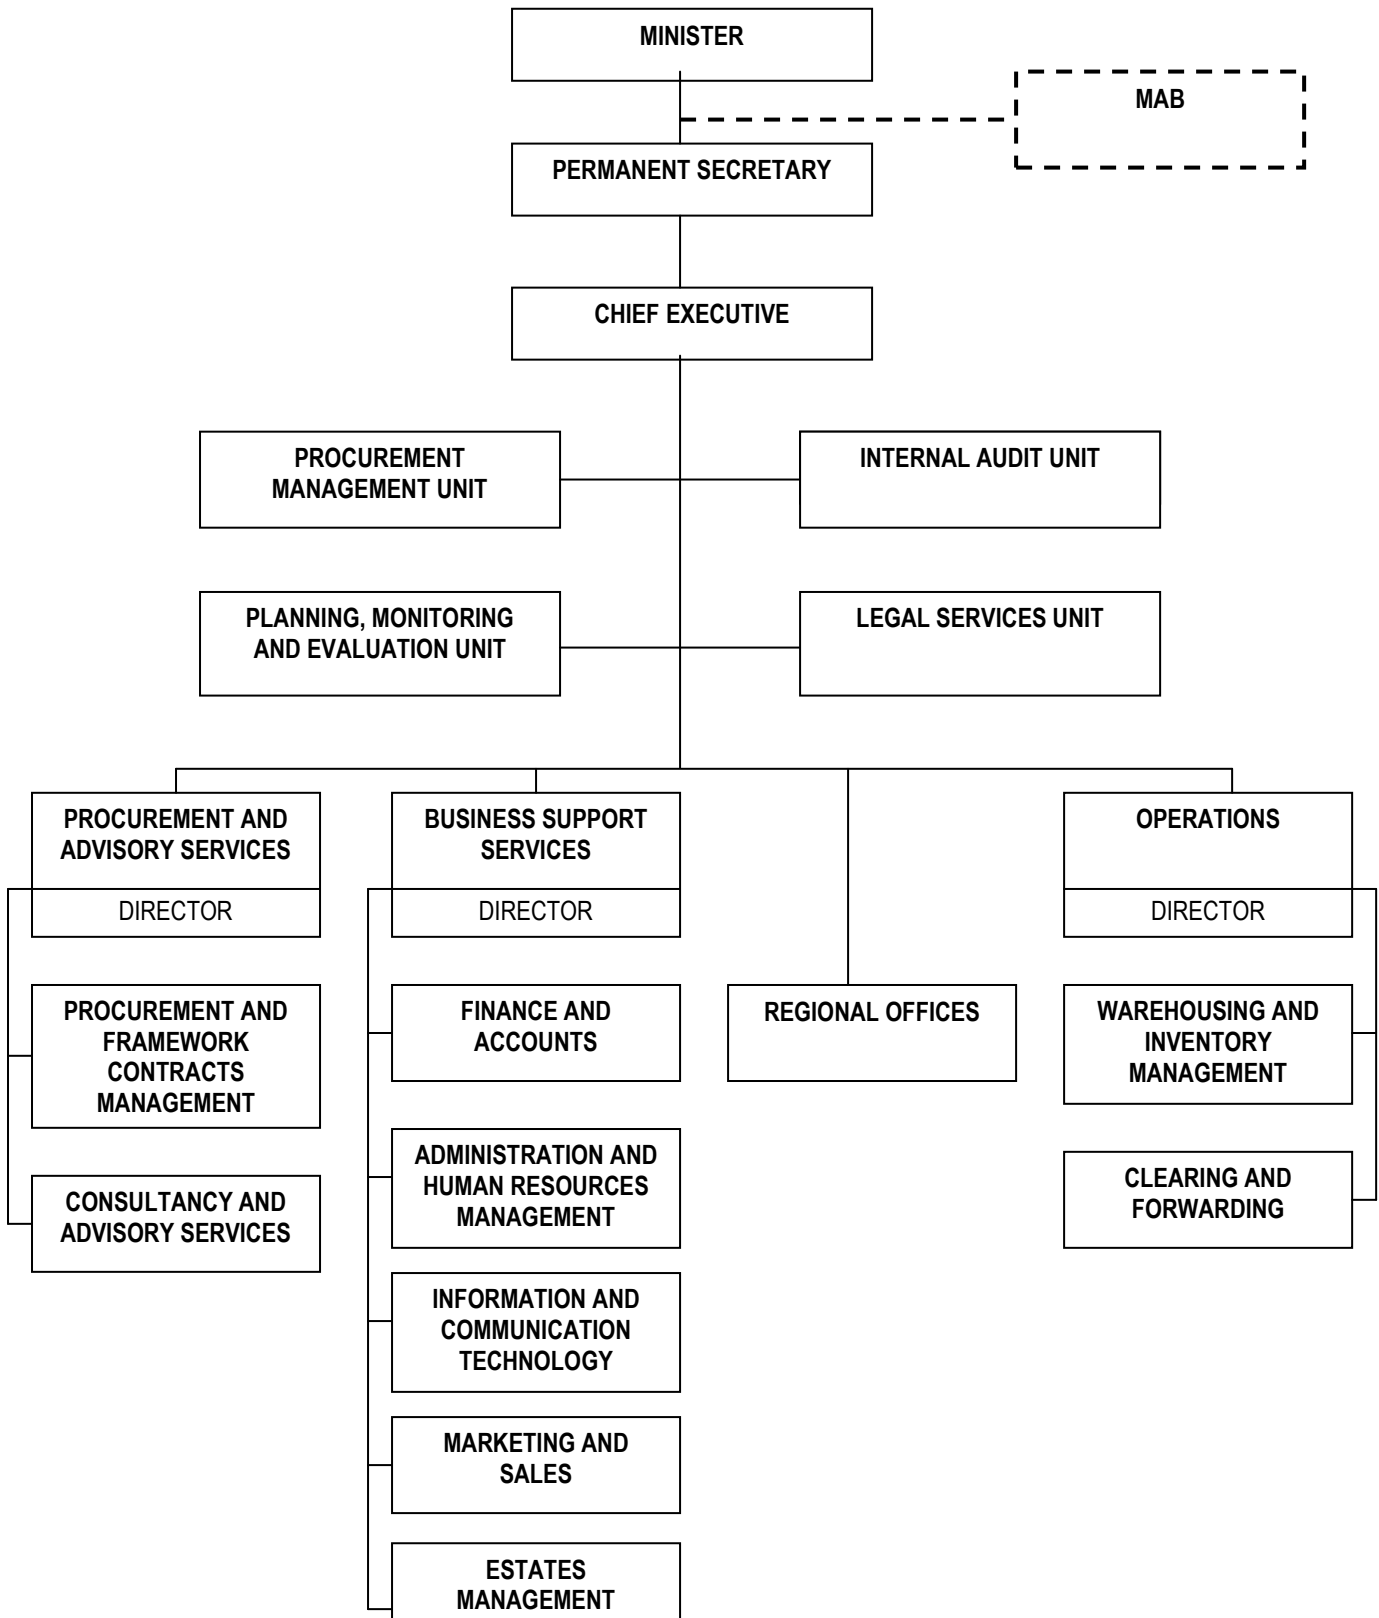 MINISTER
MAB
PERMANENT SECRETARY
CHIEF EXECUTIVE
PROCUREMENT
MANAGEMENT UNIT
INTERNAL AUDIT UNIT
PLANNING, MONITORING
AND EVALUATION UNIT
LEGAL SERVICES UNIT
PROCUREMENT AND
ADVISORY SERVICES
DIRECTOR
BUSINESS SUPPORT
SERVICES
DIRECTOR
OPERATIONS
DIRECTOR
PROCUREMENT AND
FRAMEWORK
CONTRACTS
MANAGEMENT
CONSULTANCY AND
ADVISORY SERVICES
FINANCE AND
ACCOUNTS
ADMINISTRATION AND
HUMAN RESOURCES
MANAGEMENT
INFORMATION AND
COMMUNICATION
TECHNOLOGY
MARKETING AND
SALES
ESTATES
MANAGEMENT
REGIONAL OFFICES
WAREHOUSING AND
INVENTORY
MANAGEMENT
CLEARING AND
FORWARDING